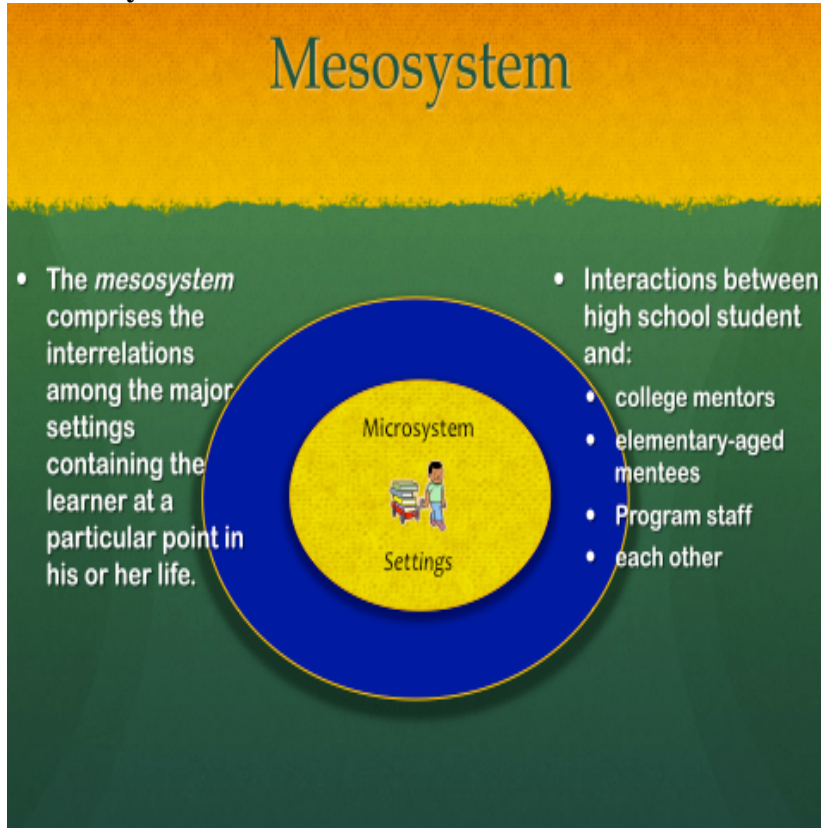 Mesosystem
• The mesosystem
comprises the
interrelations
among the major
settings
containing the
learner at a
particular point in
his or her life.
Microsystem
Settings
• Interactions between
high school student
and:
• college mentors
• elementary-aged
mentees
• Program staff
• each other